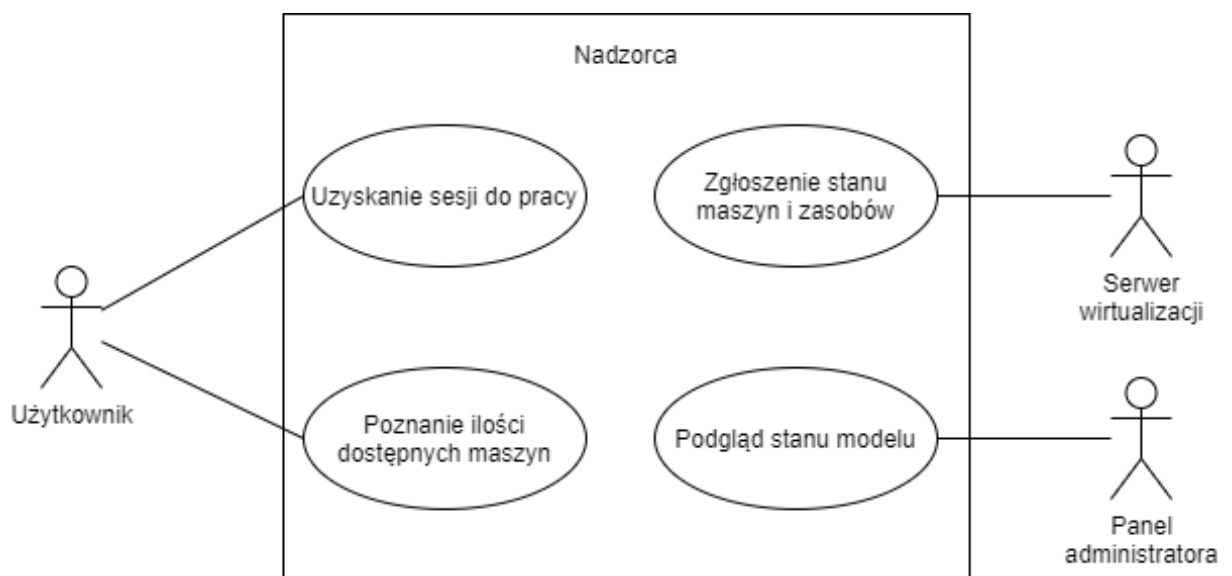 Nadzorca
Uzyskanie sesji do pracy
Zgłoszenie stanu
maszyn i zasobów
Serwer
wirtualizacji
Użytkownik
Poznanie ilości
dostępnych maszyn
Podgląd stanu modelu
Panel
administratora